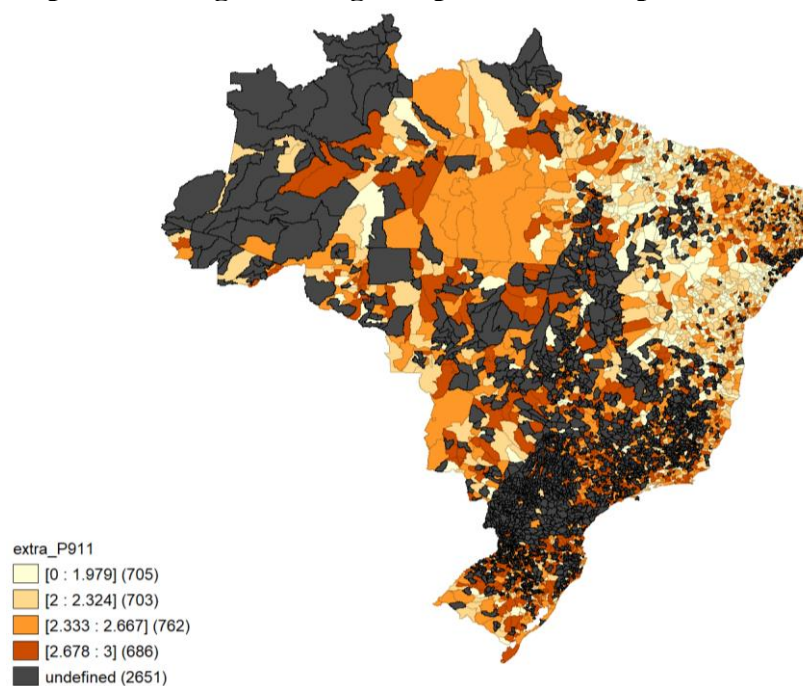 extra_P911
[0 : 1.979] (705)
[2 : 2.324] (703)
[2.333 : 2.667] (762)
[2.678 : 3] (686)
undefined (2651)